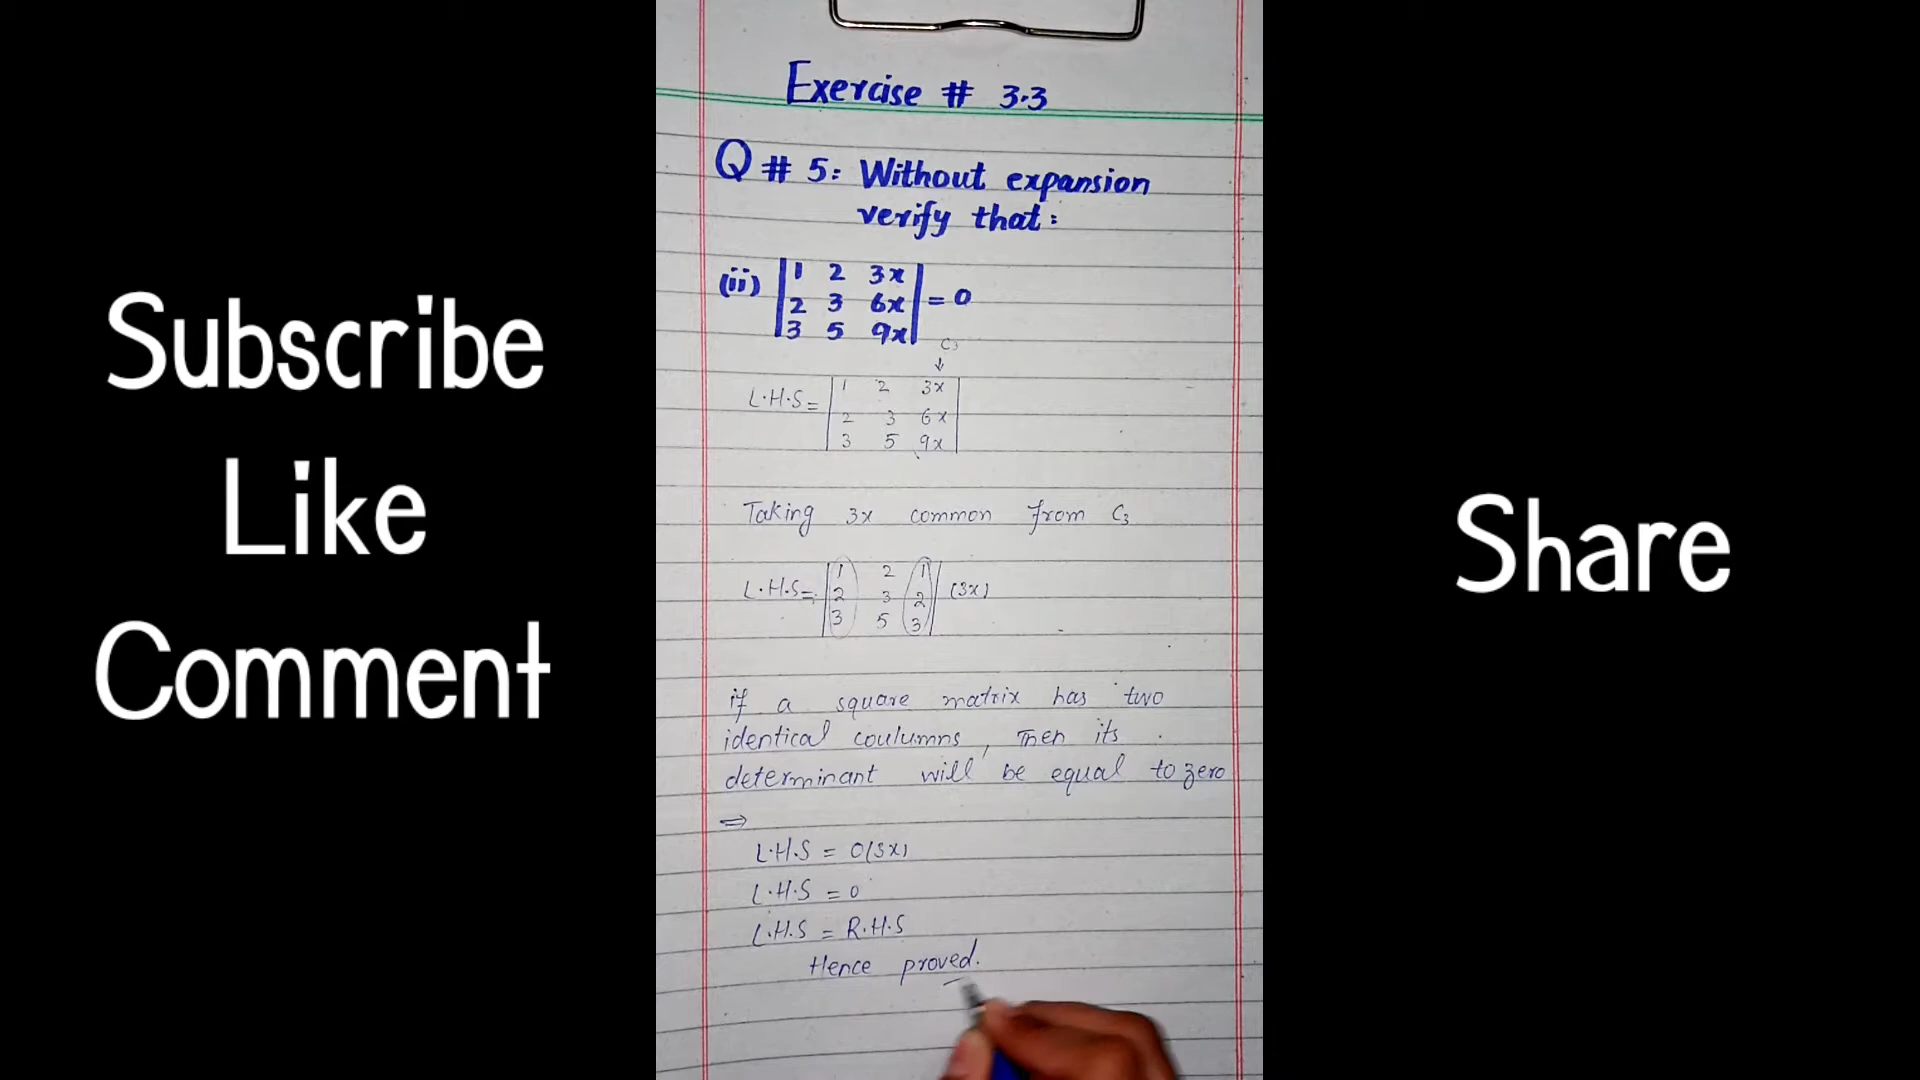 Subscribe
Like
Comment
Exercise # 3.3
Q # 5: Without expansion
verify that:
(ii) | 1 2 3x |
| 2 3 6x | = 0
| 3 5 9x |
C3
↓
L.H.S = | 1 2 3x |
| 2 3 6x |
| 3 5 9x |
Taking 3x common from C3
L.H.S = | 1 2 1 |
| 2 3 2 | (3x)
| 3 5 3 |
if a square matrix has two
identical coulumns, Then its
determinant will be equal to zero
⇒
L.H.S = 0(3x)
L.H.S = 0
L.H.S = R.H.S
Hence proved.
Share